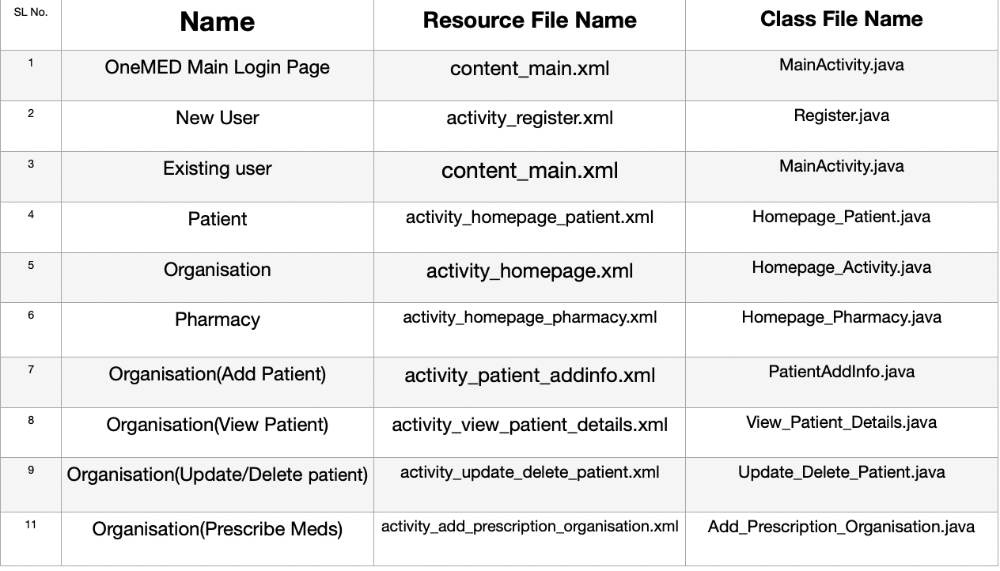 SL No. Name Resource File Name Class File Name
1 OneMED Main Login Page content_main.xml MainActivity.java
2 New User activity_register.xml Register.java
3 Existing user content_main.xml MainActivity.java
4 Patient activity_homepage_patient.xml Homepage_Patient.java
5 Organisation activity_homepage.xml Homepage_Activity.java
6 Pharmacy activity_homepage_pharmacy.xml Homepage_Pharmacy.java
7 Organisation(Add Patient) activity_patient_addinfo.xml PatientAddInfo.java
8 Organisation(View Patient) activity_view_patient_details.xml View_Patient_Details.java
9 Organisation(Update/Delete patient) activity_update_delete_patient.xml Update_Delete_Patient.java
11 Organisation(Prescribe Meds) activity_add_prescription_organisation.xml Add_Prescription_Organisation.java